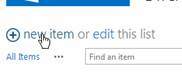 new item or edit this list
All Items ... Find an item